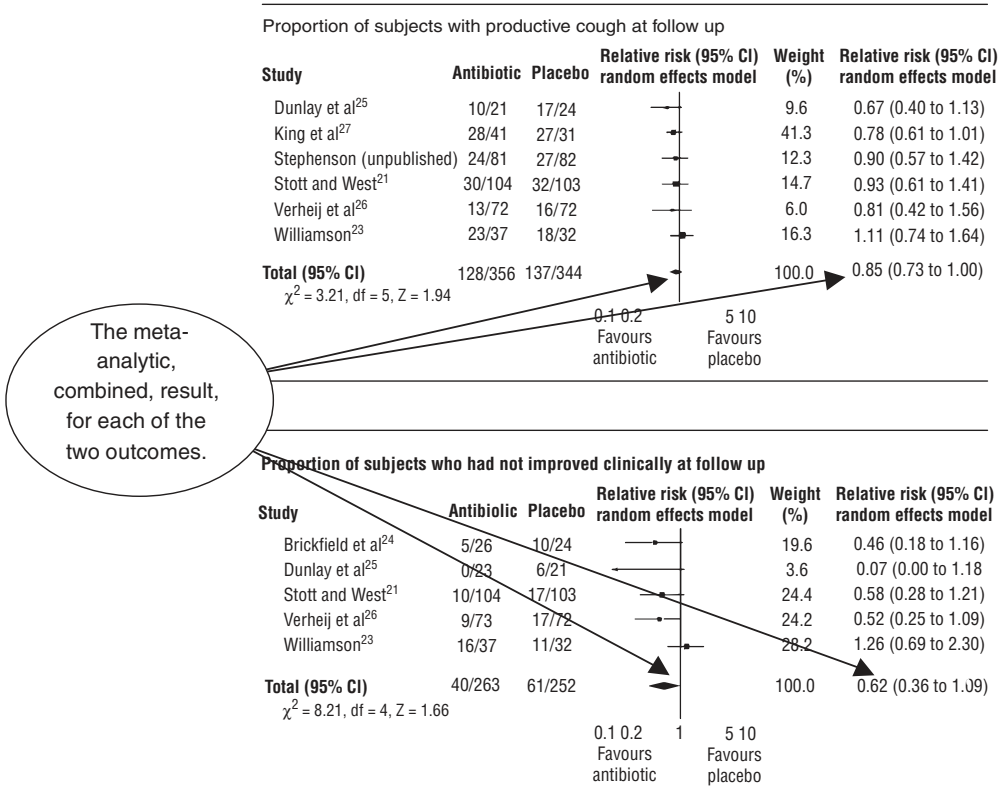 Proportion of subjects with productive cough at follow up
Study Antibiotic Placebo Relative risk (95% CI) random effects model Weight (%) Relative risk (95% CI) random effects model
Dunlay et al25 10/21 17/24 9.6 0.67 (0.40 to 1.13)
King et al27 28/41 27/31 41.3 0.78 (0.61 to 1.01)
Stephenson (unpublished) 24/81 27/82 12.3 0.90 (0.57 to 1.42)
Stott and West21 30/104 32/103 14.7 0.93 (0.61 to 1.41)
Verheij et al26 13/72 16/72 6.0 0.81 (0.42 to 1.56)
Williamson23 23/37 18/32 16.3 1.11 (0.74 to 1.64)
Total (95% CI) 128/356 137/344 100.0 0.85 (0.73 to 1.00)
χ2 = 3.21, df = 5, Z = 1.94
0.1 0.2 5 10
Favours Favours
antibiotic placebo
The meta-
analytic,
combined, result,
for each of the
two outcomes.
Proportion of subjects who had not improved clinically at follow up
Study Antibiolic Placebo Relative risk (95% CI) random effects model Weight (%) Relative risk (95% CI) random effects model
Brickfield et al24 5/26 10/24 19.6 0.46 (0.18 to 1.16)
Dunlay et al25 0/23 6/21 3.6 0.07 (0.00 to 1.18
Stott and West21 10/104 17/103 24.4 0.58 (0.28 to 1.21)
Verheij et al26 9/73 17/72 24.2 0.52 (0.25 to 1.09)
Williamson23 16/37 11/32 28.2 1.26 (0.69 to 2.30)
Total (95% CI) 40/263 61/252 100.0 0.62 (0.36 to 1.09)
χ2 = 8.21, df = 4, Z = 1.66
0.1 0.2 1 5 10
Favours Favours
antibiotic placebo